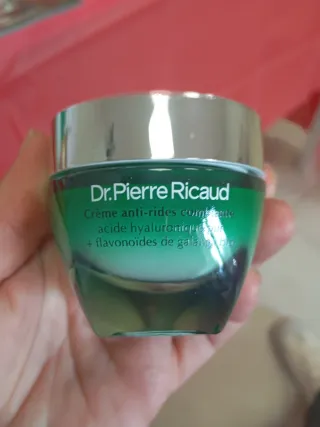 Dr.Pierre Ricaud
Crème anti-rides
acide hyaluronique
+ flavonoïdes de